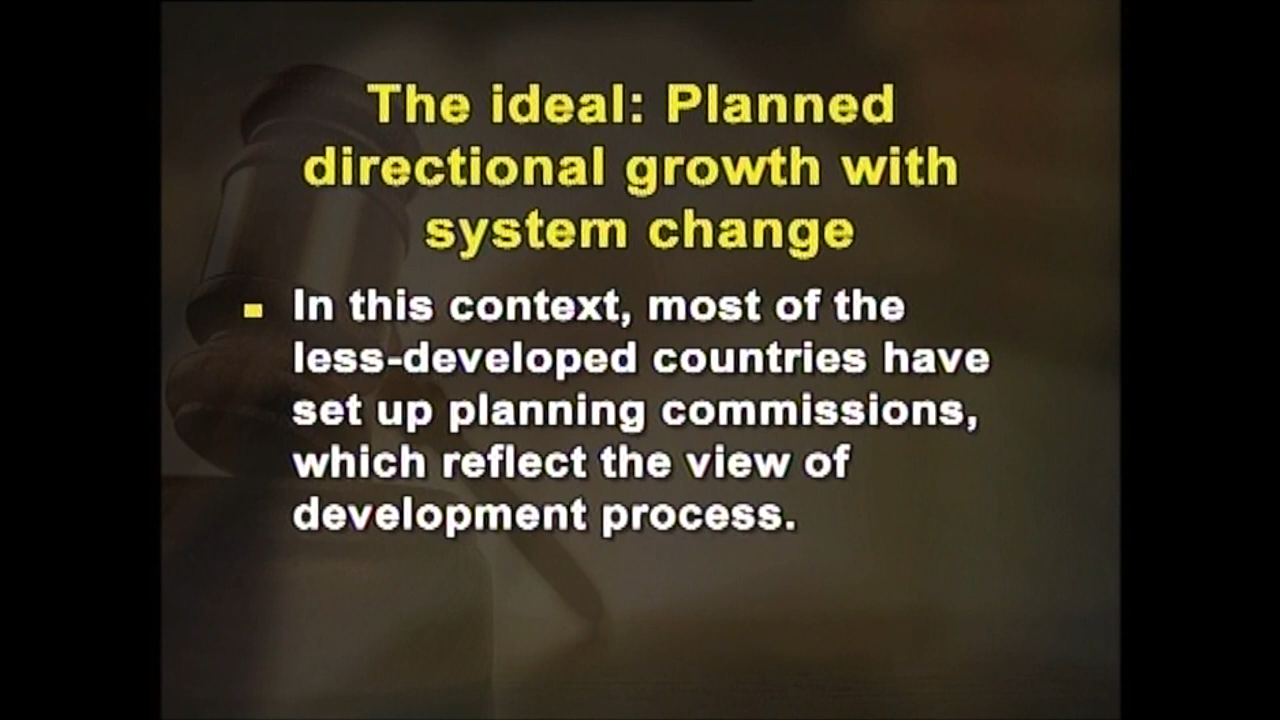 The ideal: Planned
directional growth with
system change
In this context, most of the
less-developed countries have
set up planning commissions,
which reflect the view of
development process.